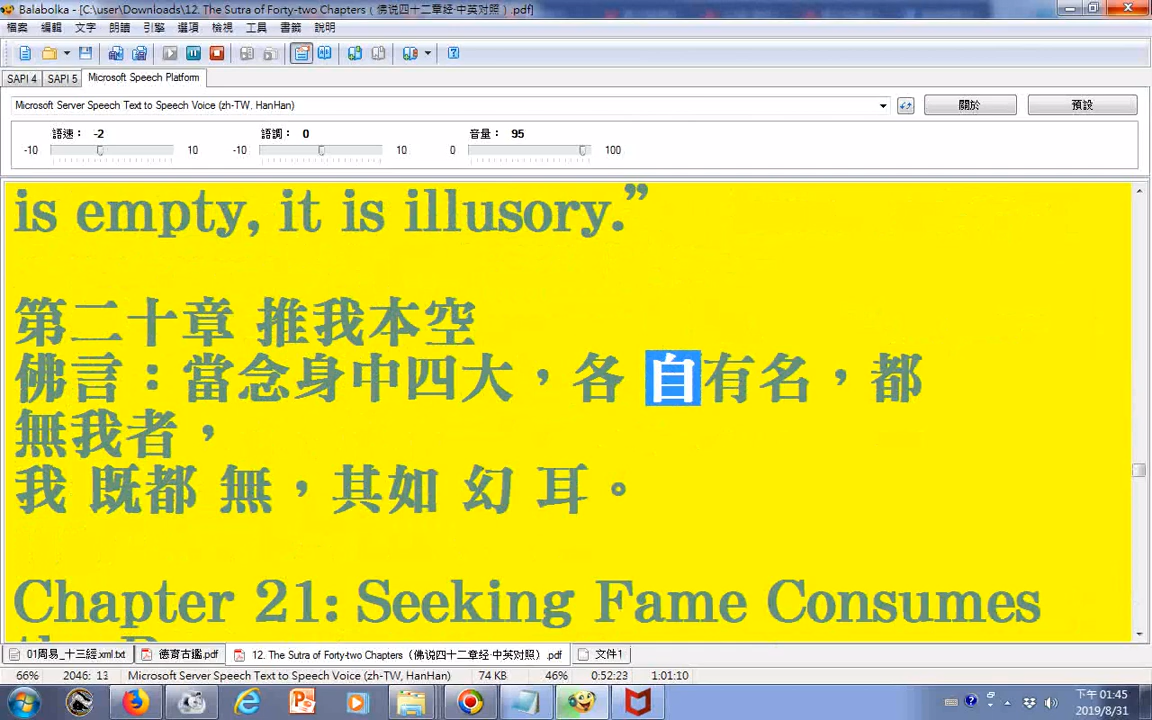 Balabolka - [C:\user\Downloads\12. The Sutra of Forty-two Chapters（佛说四十二章经·中英对照）.pdf]
檔案 編輯 文字 朗讀 引擎 選項 檢視 工具 書籤 說明
SAPI 4 SAPI 5 Microsoft Speech Platform
Microsoft Server Speech Text to Speech Voice (zh-TW, HanHan) 關於 預設
語速： -2 語調： 0 音量： 95
-10 10 -10 10 0 100
is empty, it is illusory.”
第二十章 推我本空
佛言：當念身中四大，各 自有名，都
無我者，
我 既都 無，其如 幻 耳。
Chapter 21: Seeking Fame Consumes
01周易_十三經.xml.txt 德育古鑑.pdf 12. The Sutra of Forty-two Chapters（佛说四十二章经·中英对照）.pdf 文件1
66% 2046: 13 Microsoft Server Speech Text to Speech Voice (zh-TW, HanHan) 74 KB 46% 0:52:23 1:01:10
下午 01:45
2019/8/31